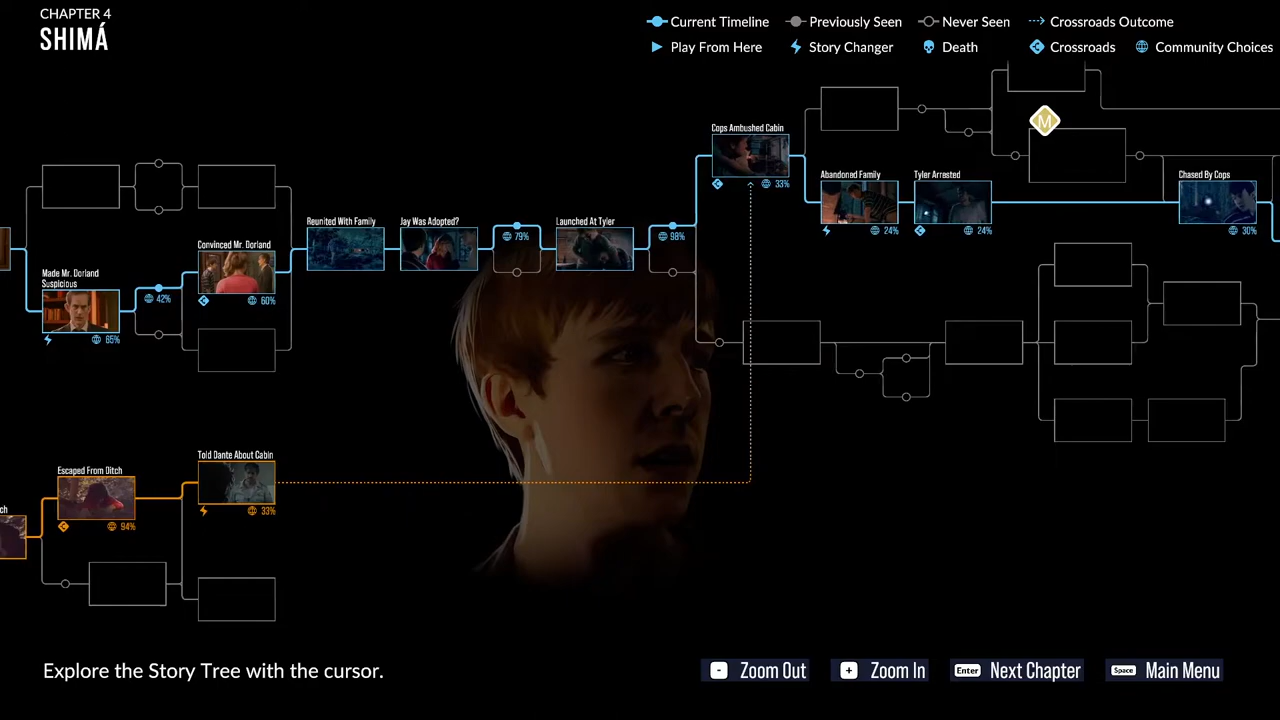 CHAPTER 4
SHIMÁ
Current Timeline
Previously Seen
Never Seen
Crossroads Outcome
Play From Here
Story Changer
Death
Crossroads
Community Choices
M
Cops Ambushed Cabin
33%
Abandoned Family
24%
Tyler Arrested
24%
Chased By Cops
30%
Reunited With Family
Jay Was Adopted?
79%
Launched At Tyler
98%
Convinced Mr. Dorland
60%
Made Mr. Dorland
Suspicious
65%
42%
Told Dante About Cabin
33%
Escaped From Ditch
94%
ch
Explore the Story Tree with the cursor.
- Zoom Out
+ Zoom In
Enter Next Chapter
Space Main Menu